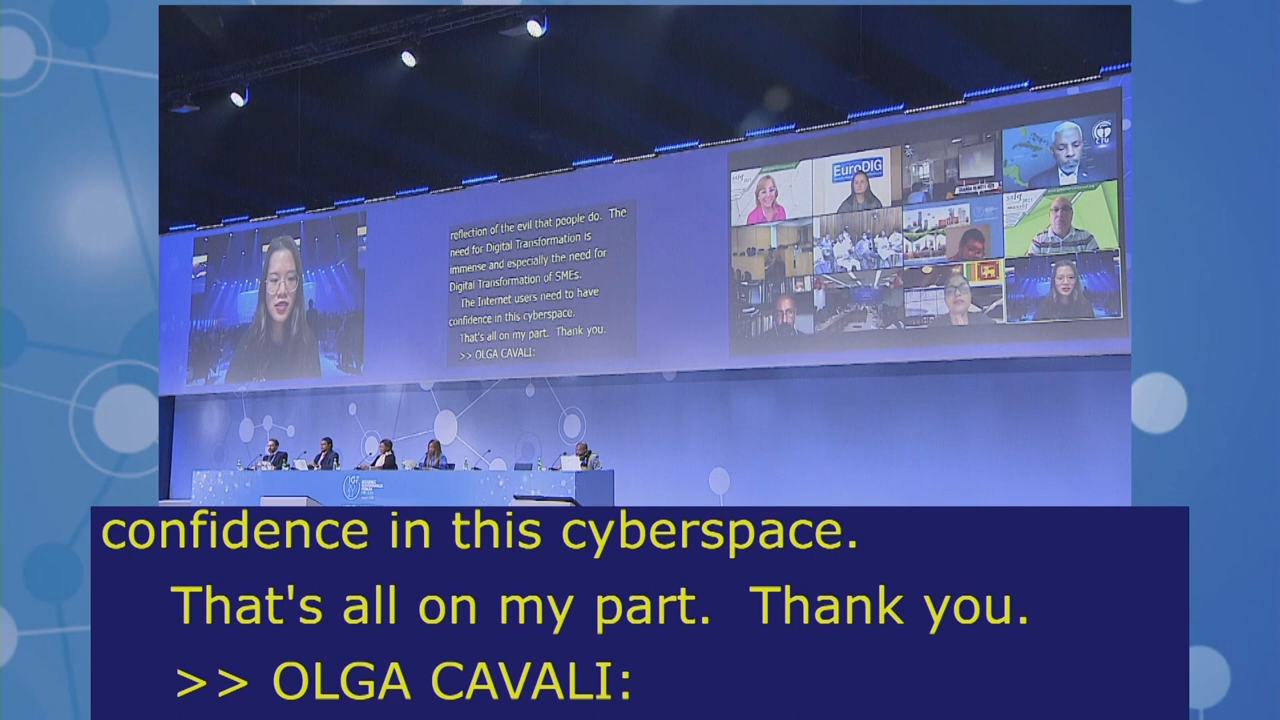 EuroDIG
CTU
reflection of the evil that people do.  The
need for Digital Transformation is
immense and especially the need for
Digital Transformation of SMEs.
The Internet users need to have
confidence in this cyberspace.
That's all on my part.  Thank you.
>> OLGA CAVALI:
IGF
confidence in this cyberspace.
That's all on my part.  Thank you.
>> OLGA CAVALI: